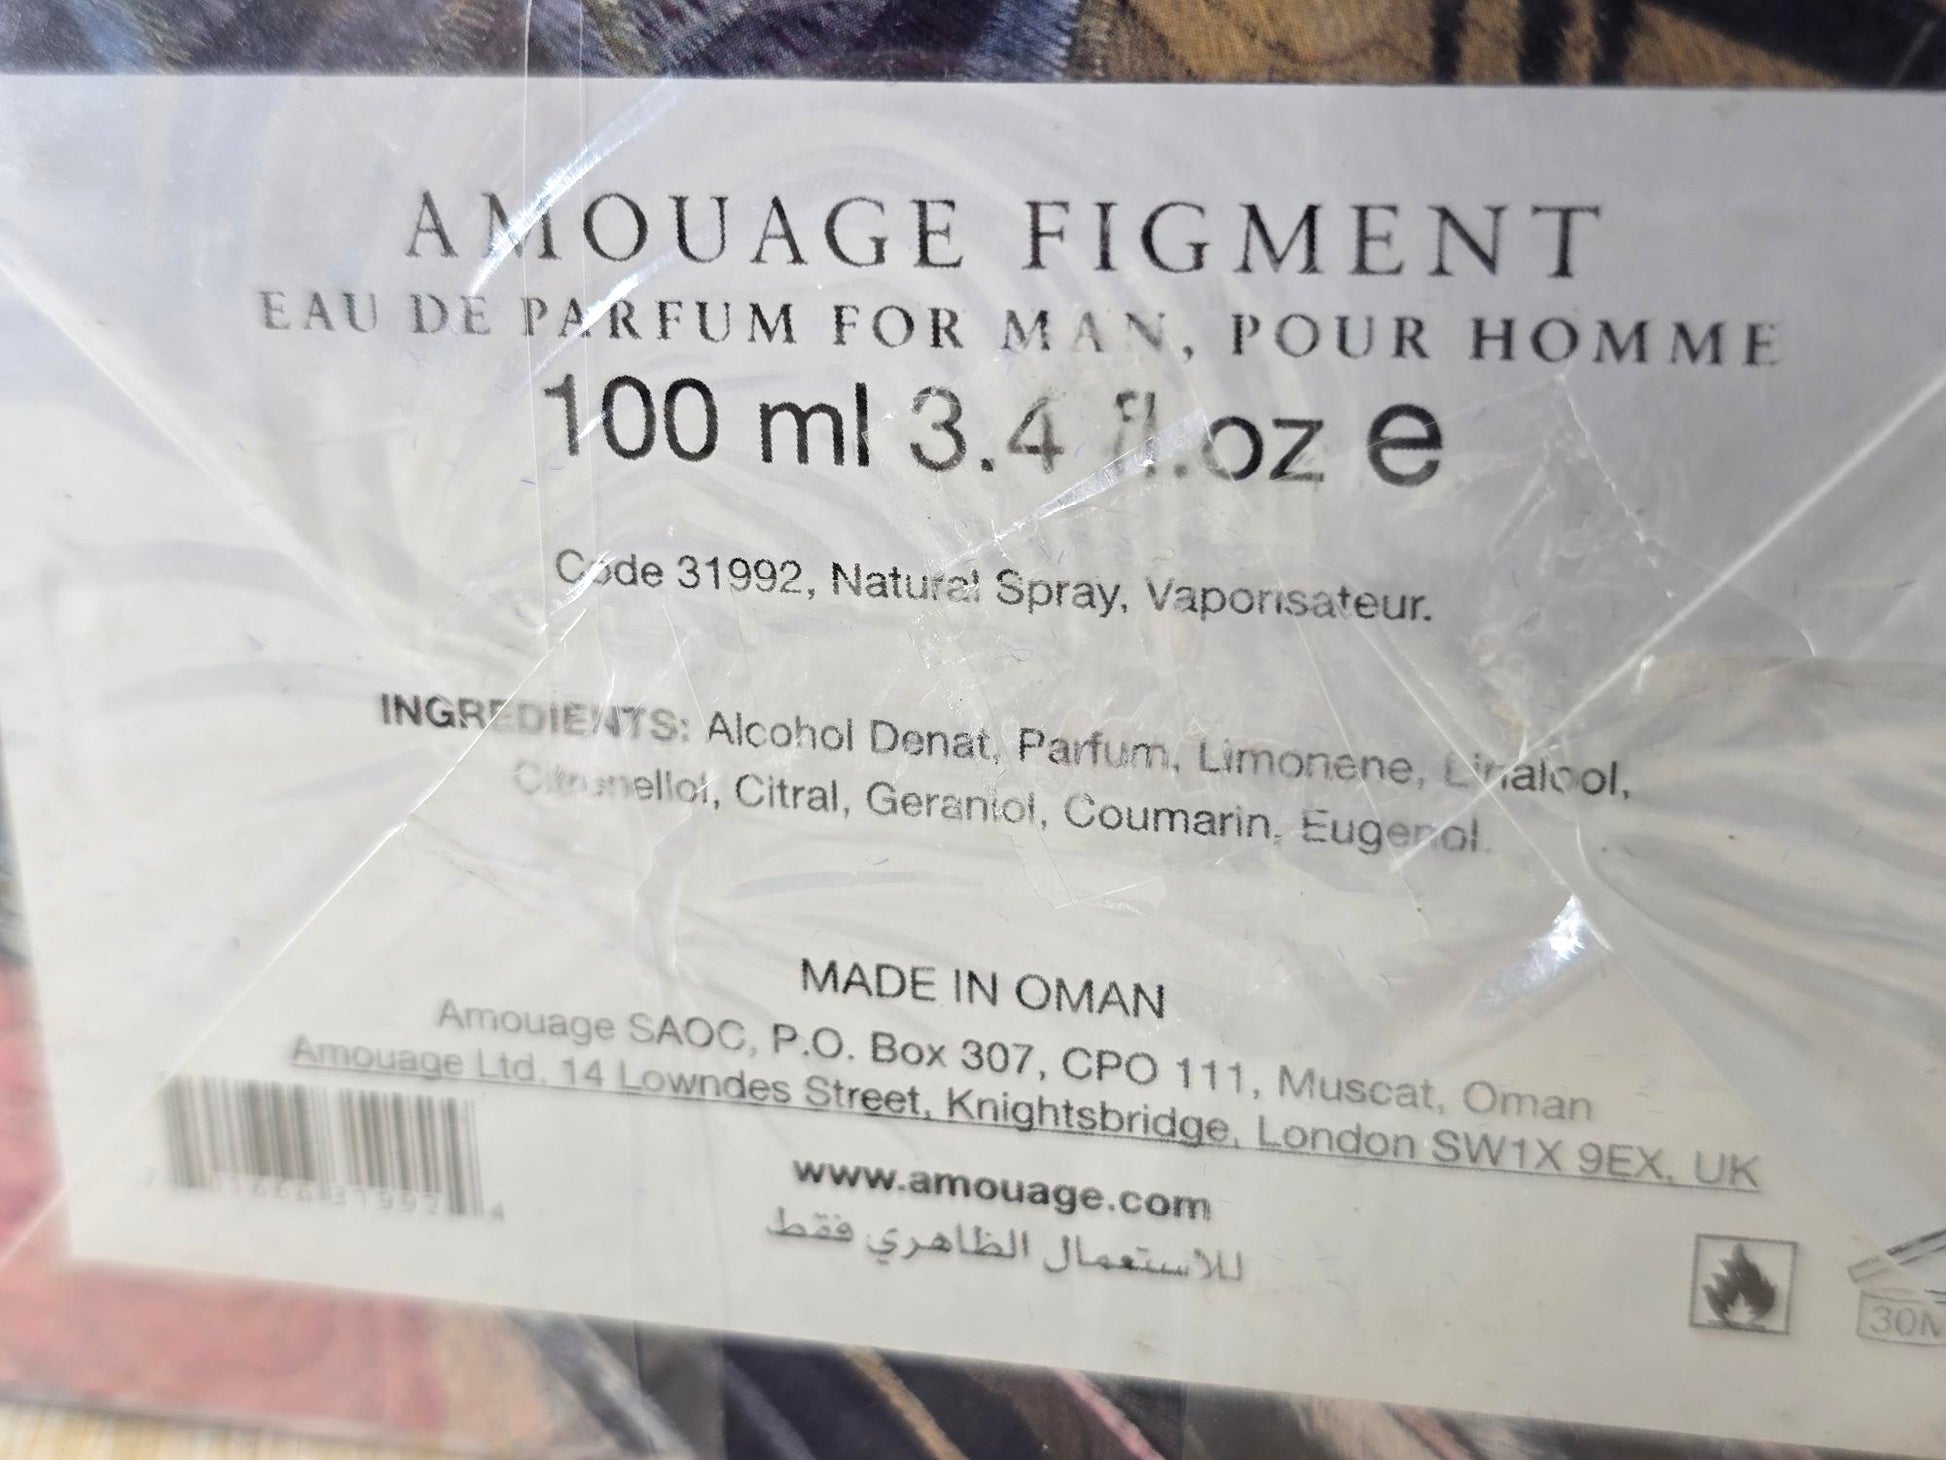 AMOUAGE FIGMENT
EAU DE PARFUM FOR MAN, POUR HOMME
100 ml 3.4 fl.oz e
Code 31992, Natural Spray, Vaporisateur.
INGREDIENTS: Alcohol Denat, Parfum, Limonene, Linalool,
Citronellol, Citral, Geraniol, Coumarin, Eugenol.
MADE IN OMAN
Amouage SAOC, P.O. Box 307, CPO 111, Muscat, Oman
Amouage Ltd, 14 Lowndes Street, Knightsbridge, London SW1X 9EX, UK
www.amouage.com
للاستعمال الظاهري فقط
30M